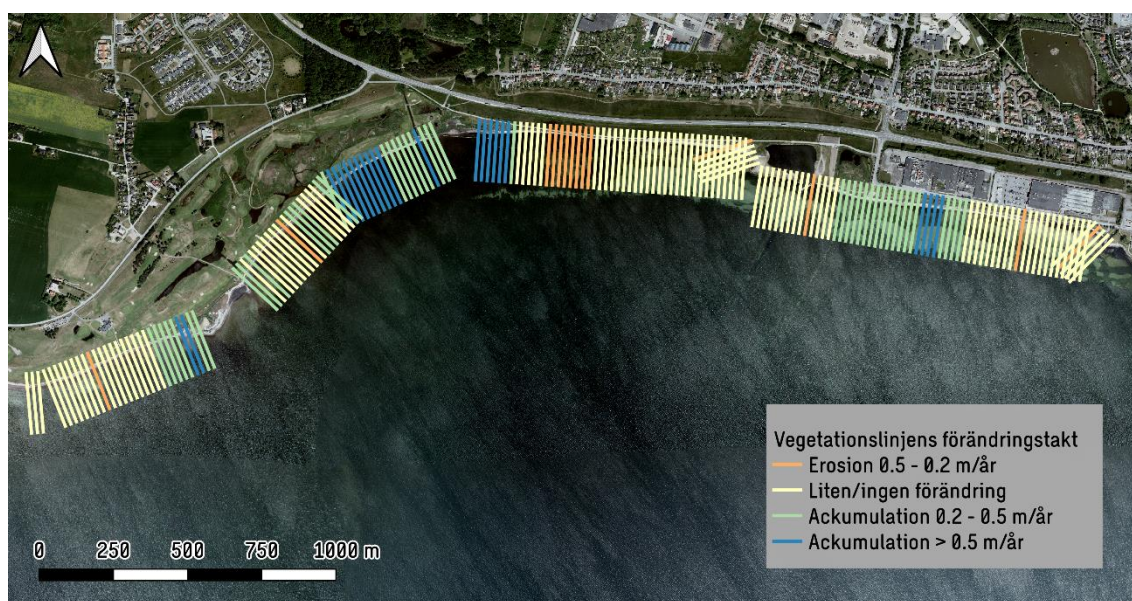 Vegetationslinjens förändringstakt
Erosion 0.5 - 0.2 m/år
Liten/ingen förändring
Ackumulation 0.2 - 0.5 m/år
Ackumulation > 0.5 m/år
0 250 500 750 1000 m